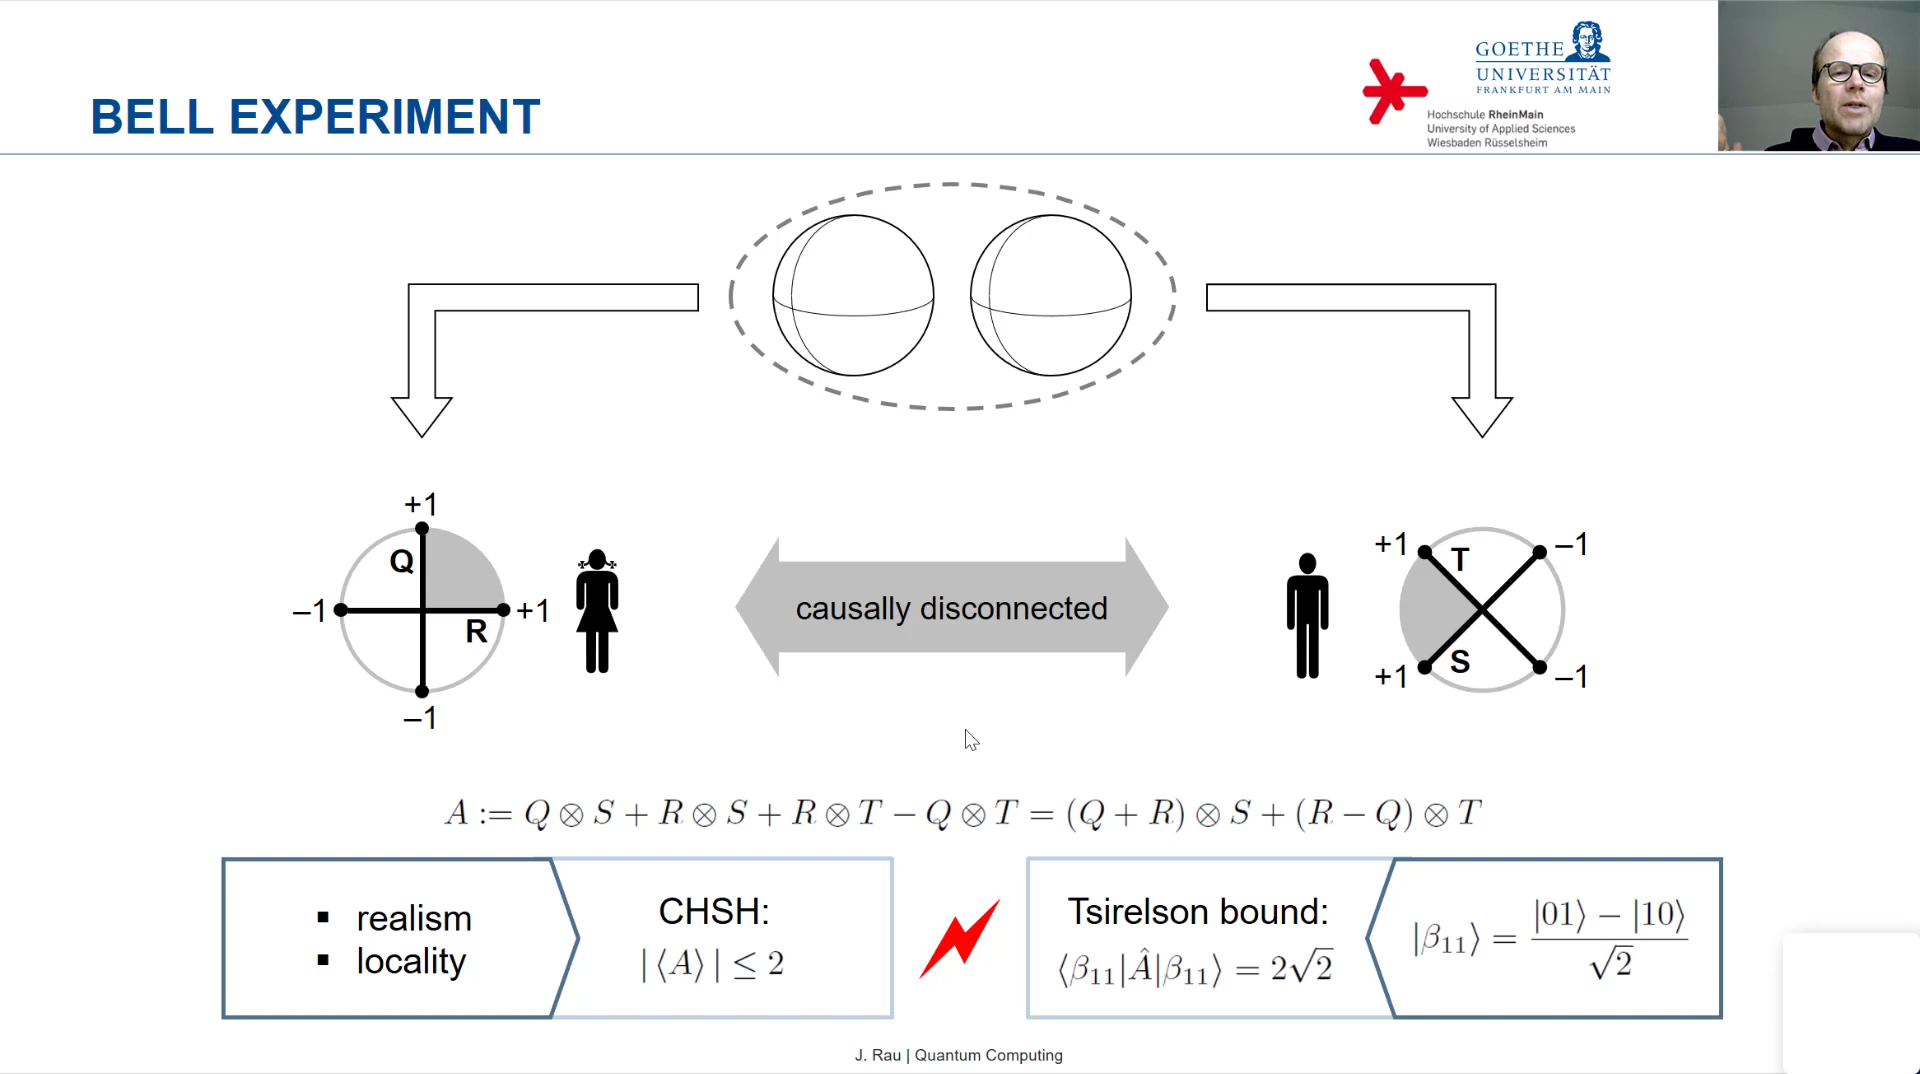 GOETHE
UNIVERSITÄT
FRANKFURT AM MAIN
BELL EXPERIMENT
Hochschule RheinMain
University of Applied Sciences
Wiesbaden Rüsselsheim
+1
Q
–1
+1
R
–1
causally disconnected
+1
T
–1
+1
S
–1
A := Q ⊗ S + R ⊗ S + R ⊗ T − Q ⊗ T = (Q + R) ⊗ S + (R − Q) ⊗ T
▪ realism
▪ locality
CHSH:
|⟨A⟩| ≤ 2
Tsirelson bound:
⟨β₁₁|Â|β₁₁⟩ = 2√2
|β₁₁⟩ = (|01⟩ − |10⟩)/√2
J. Rau | Quantum Computing